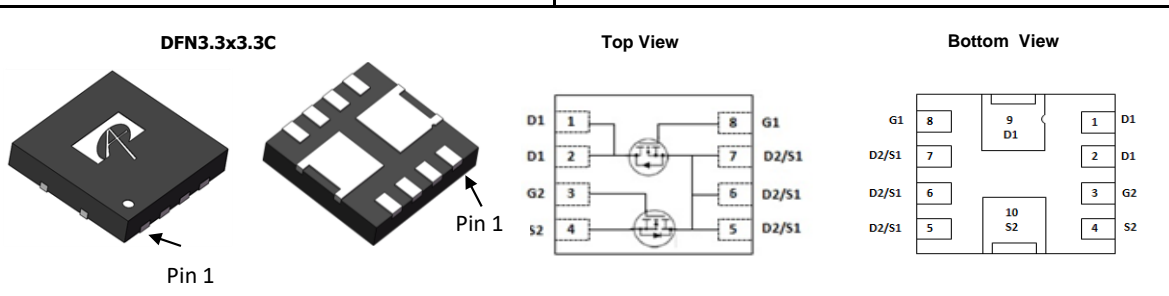 DFN3.3x3.3C
Pin 1
Pin 1
Top View
D1 1 8 G1
D1 2 7 D2/S1
G2 3 6 D2/S1
S2 4 5 D2/S1
Bottom View
G1 8 9 1 D1
D1
D2/S1 7 2 D1
D2/S1 6 3 G2
10
D2/S1 5 S2 4 S2